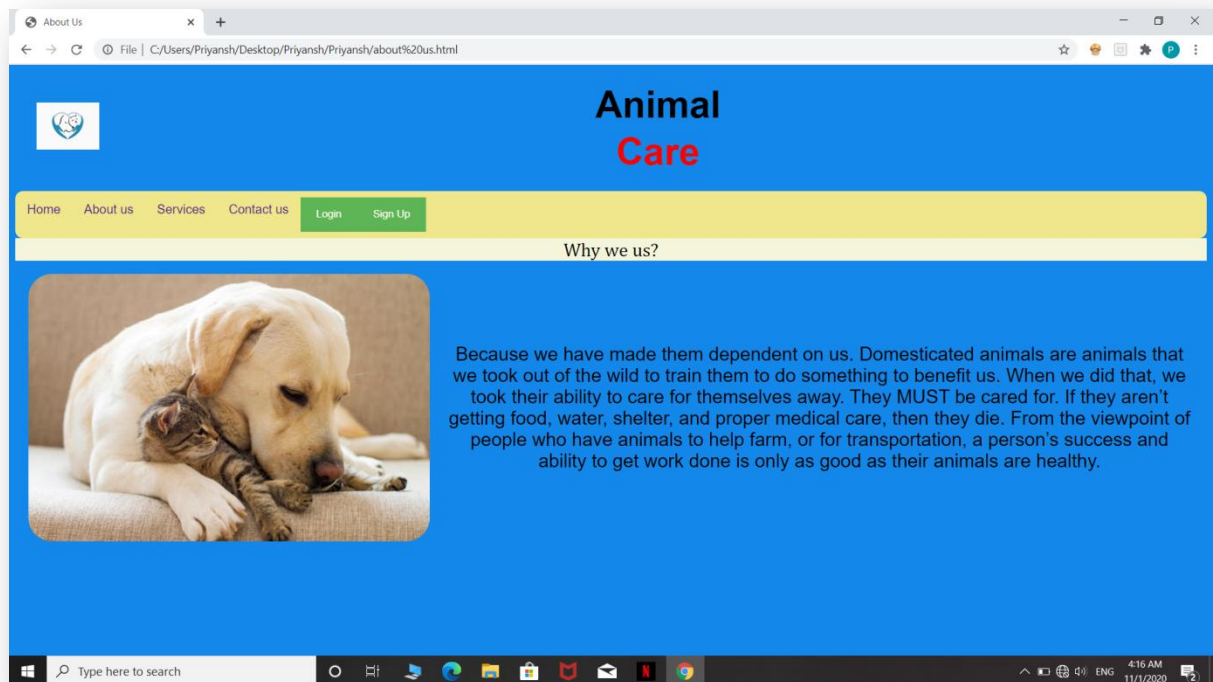 About Us
File | C:/Users/Priyansh/Desktop/Priyansh/Priyansh/about%20us.html
P
Animal
Care
Home About us Services Contact us Login Sign Up
Why we us?
Because we have made them dependent on us. Domesticated animals are animals that
we took out of the wild to train them to do something to benefit us. When we did that, we
took their ability to care for themselves away. They MUST be cared for. If they aren’t
getting food, water, shelter, and proper medical care, then they die. From the viewpoint of
people who have animals to help farm, or for transportation, a person’s success and
ability to get work done is only as good as their animals are healthy.
Type here to search
N
ENG
4:16 AM
11/1/2020
2